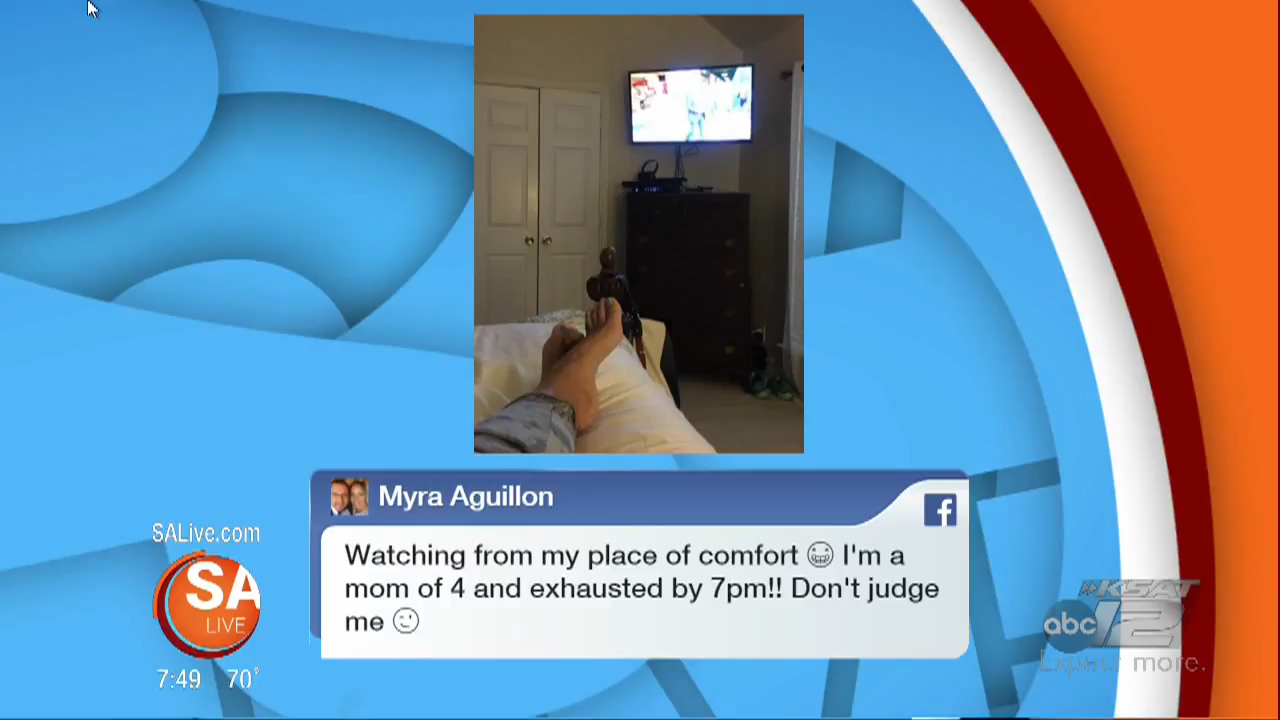 Myra Aguillon
f
Watching from my place of comfort 😁 I'm a
mom of 4 and exhausted by 7pm!! Don't judge
me 😉
SALive.com
SA
LIVE
7:49 70°
KSAT
abc 12
Expect more.